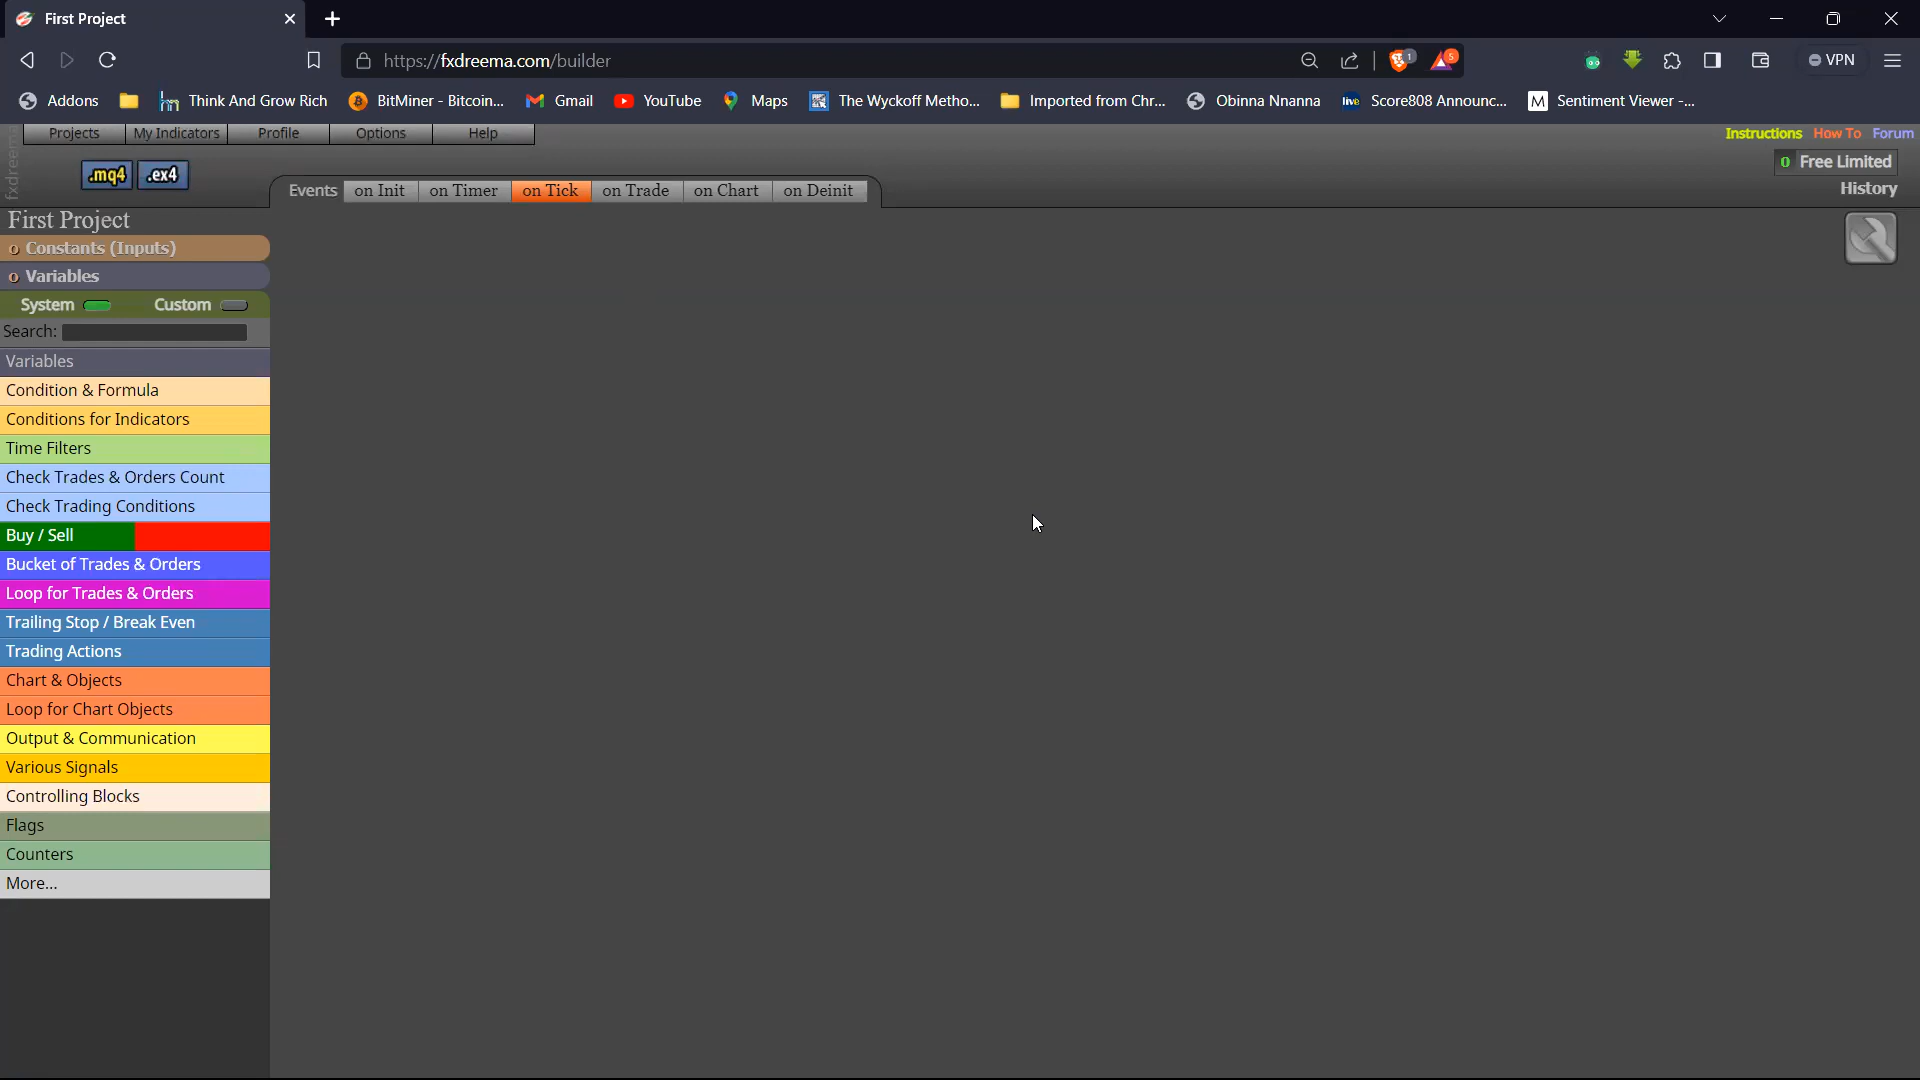 First Project
https://fxdreema.com/builder
1
5
VPN
Addons
Think And Grow Rich
BitMiner - Bitcoin...
Gmail
YouTube
Maps
The Wyckoff Metho...
Imported from Chr...
Obinna Nnanna
live Score808 Announc...
M Sentiment Viewer -...
fxdreema
Projects
My Indicators
Profile
Options
Help
Instructions How To Forum
.mq4 .ex4
0 Free Limited
Events on Init on Timer on Tick on Trade on Chart on Deinit
History
First Project
o Constants (Inputs)
o Variables
System Custom
Search:
Variables
Condition & Formula
Conditions for Indicators
Time Filters
Check Trades & Orders Count
Check Trading Conditions
Buy / Sell
Bucket of Trades & Orders
Loop for Trades & Orders
Trailing Stop / Break Even
Trading Actions
Chart & Objects
Loop for Chart Objects
Output & Communication
Various Signals
Controlling Blocks
Flags
Counters
More...